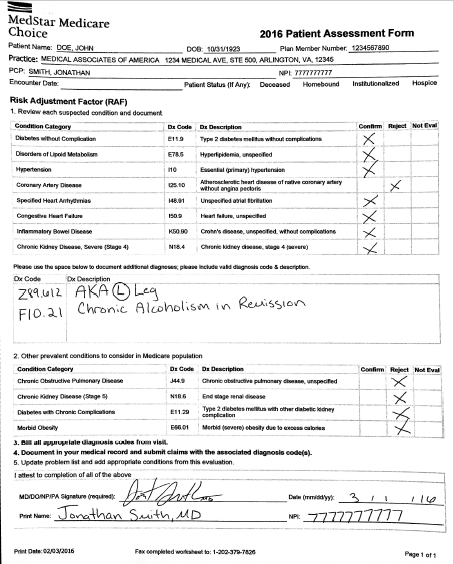 MedStar Medicare
Choice
2016 Patient Assessment Form
Patient Name: DOE, JOHN DOB: 10/31/1923 Plan Member Number: 1234567890
Practice: MEDICAL ASSOCIATES OF AMERICA 1234 MEDICAL AVE, STE 500, ARLINGTON, VA, 12345
PCP: SMITH, JONATHAN NPI: 7777777777
Encounter Date: Patient Status (If Any): Deceased Homebound Institutionalized Hospice
Risk Adjustment Factor (RAF)
1. Review each suspected condition and document
Condition Category Dx Code Dx Description Confirm Reject Not Eval
Diabetes without Complication E11.9 Type 2 diabetes mellitus without complications X
Disorders of Lipoid Metabolism E78.5 Hyperlipidemia, unspecified X
Hypertension I10 Essential (primary) hypertension X
Coronary Artery Disease I25.10 Atherosclerotic heart disease of native coronary artery without angina pectoris X
Specified Heart Arrhythmias I48.91 Unspecified atrial fibrillation X
Congestive Heart Failure I50.9 Heart failure, unspecified X
Inflammatory Bowel Disease K50.90 Crohn's disease, unspecified, without complications X
Chronic Kidney Disease, Severe (Stage 4) N18.4 Chronic kidney disease, stage 4 (severe) X
Please use the space below to document additional diagnoses; please include valid diagnosis code & description.
Dx Code Dx Description
Z89.612 AKA Ⓛ Leg
F10.21 Chronic Alcoholism in Remission
2. Other prevalent conditions to consider in Medicare population
Condition Category Dx Code Dx Description Confirm Reject Not Eval
Chronic Obstructive Pulmonary Disease J44.9 Chronic obstructive pulmonary disease, unspecified X
Chronic Kidney Disease (Stage 5) N18.6 End stage renal disease X
Diabetes with Chronic Complications E11.29 Type 2 diabetes mellitus with other diabetic kidney complication X
Morbid Obesity E66.01 Morbid (severe) obesity due to excess calories X
3. Bill all appropriate diagnosis codes from visit.
4. Document in your medical record and submit claims with the associated diagnosis code(s).
5. Update problem list and add appropriate conditions from this evaluation.
I attest to completion of all of the above
MD/DO/NP/PA Signature (required): Date (mm/dd/yy): 3 1 1 16
Print Name: Jonathan Smith, MD NPI: 7777777777
Print Date: 02/03/2016 Fax completed worksheet to: 1-202-379-7826 Page 1 of 1